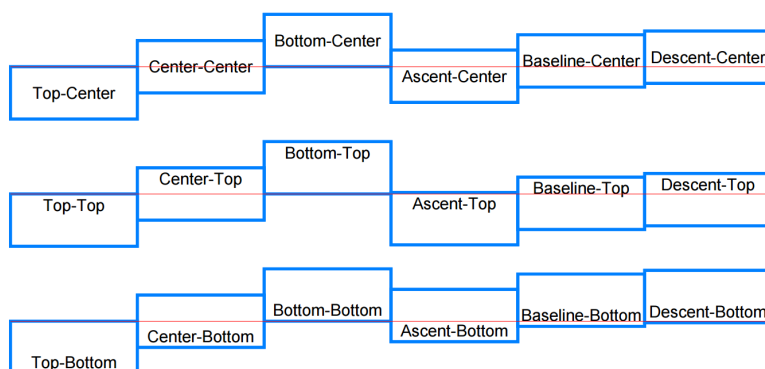 Top-Center Center-Center Bottom-Center Ascent-Center Baseline-Center Descent-Center
Top-Top Center-Top Bottom-Top Ascent-Top Baseline-Top Descent-Top
Top-Bottom Center-Bottom Bottom-Bottom Ascent-Bottom Baseline-Bottom Descent-Bottom